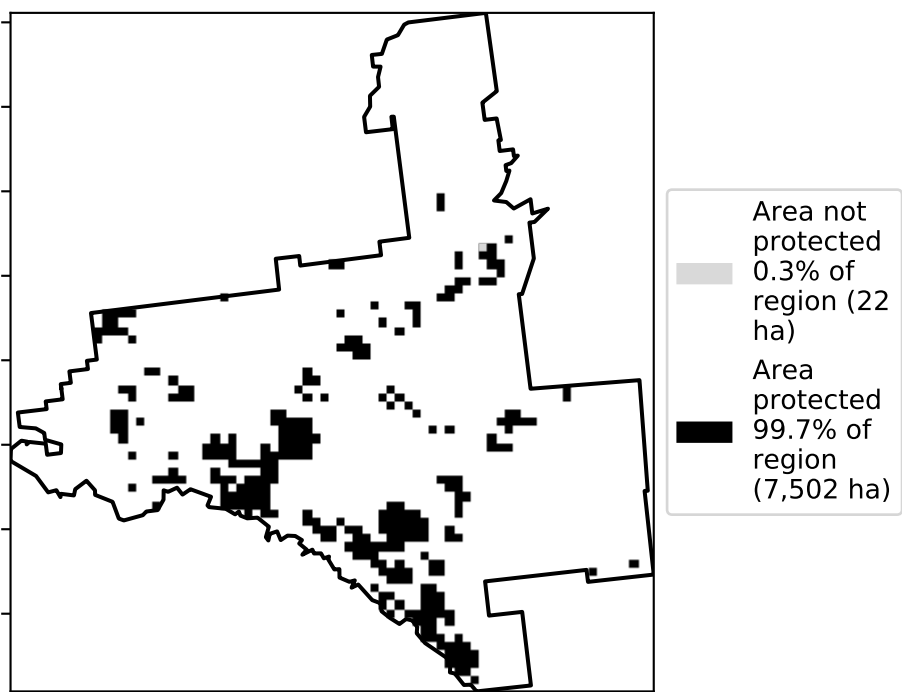 Area not
protected
0.3% of
region (22
ha)
Area
protected
99.7% of
region
(7,502 ha)